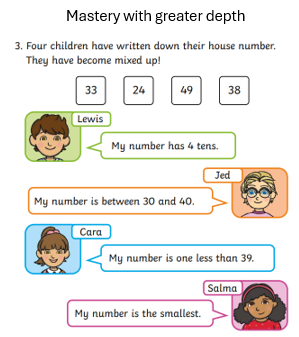 Mastery with greater depth
3. Four children have written down their house number.
They have become mixed up!
33 24 49 38
Lewis
My number has 4 tens.
Jed
My number is between 30 and 40.
Cara
My number is one less than 39.
Salma
My number is the smallest.